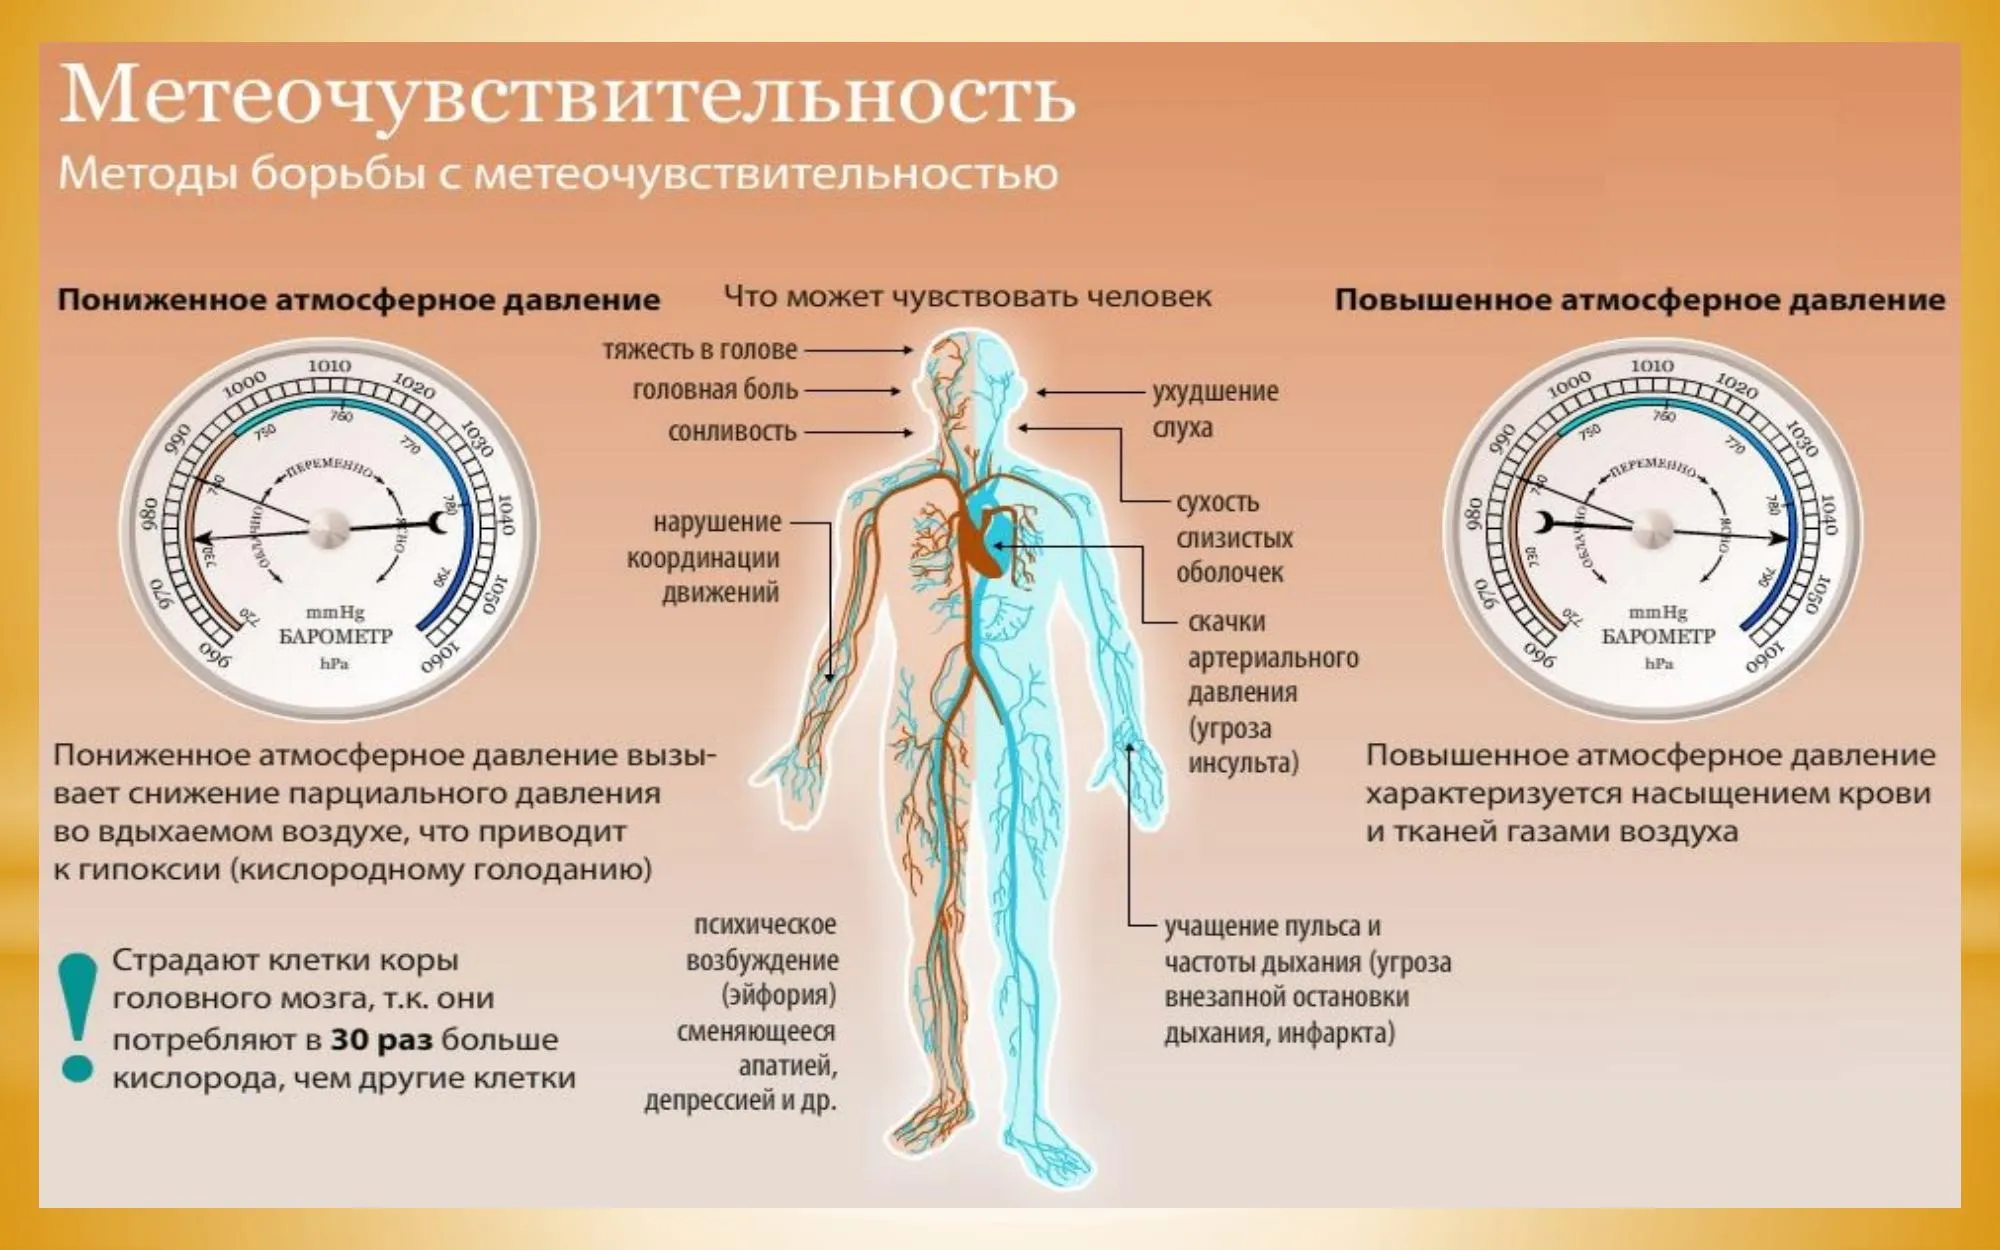 Метеочувствительность
Методы борьбы с метеочувствительностью
Пониженное атмосферное давление
960
970
980
990
1000
1010
1020
1030
1040
1050
1060
720
730
740
750
760
770
780
790
ОБЛАЧНО
ПЕРЕМЕННО
ЯСНО
mmHg
БАРОМЕТР
hPa
Пониженное атмосферное давление вызы-
вает снижение парциального давления
во вдыхаемом воздухе, что приводит
к гипоксии (кислородному голоданию)
!
Страдают клетки коры
головного мозга, т.к. они
потребляют в 30 раз больше
кислорода, чем другие клетки
Что может чувствовать человек
тяжесть в голове
головная боль
сонливость
нарушение
координации
движений
психическое
возбуждение
(эйфория)
сменяющееся
апатией,
депрессией и др.
ухудшение
слуха
сухость
слизистых
оболочек
скачки
артериального
давления
(угроза
инсульта)
учащение пульса и
частоты дыхания (угроза
внезапной остановки
дыхания, инфаркта)
Повышенное атмосферное давление
960
970
980
990
1000
1010
1020
1030
1040
1050
1060
720
730
740
750
760
770
780
790
ОБЛАЧНО
ПЕРЕМЕННО
ЯСНО
mmHg
БАРОМЕТР
hPa
Повышенное атмосферное давление
характеризуется насыщением крови
и тканей газами воздуха